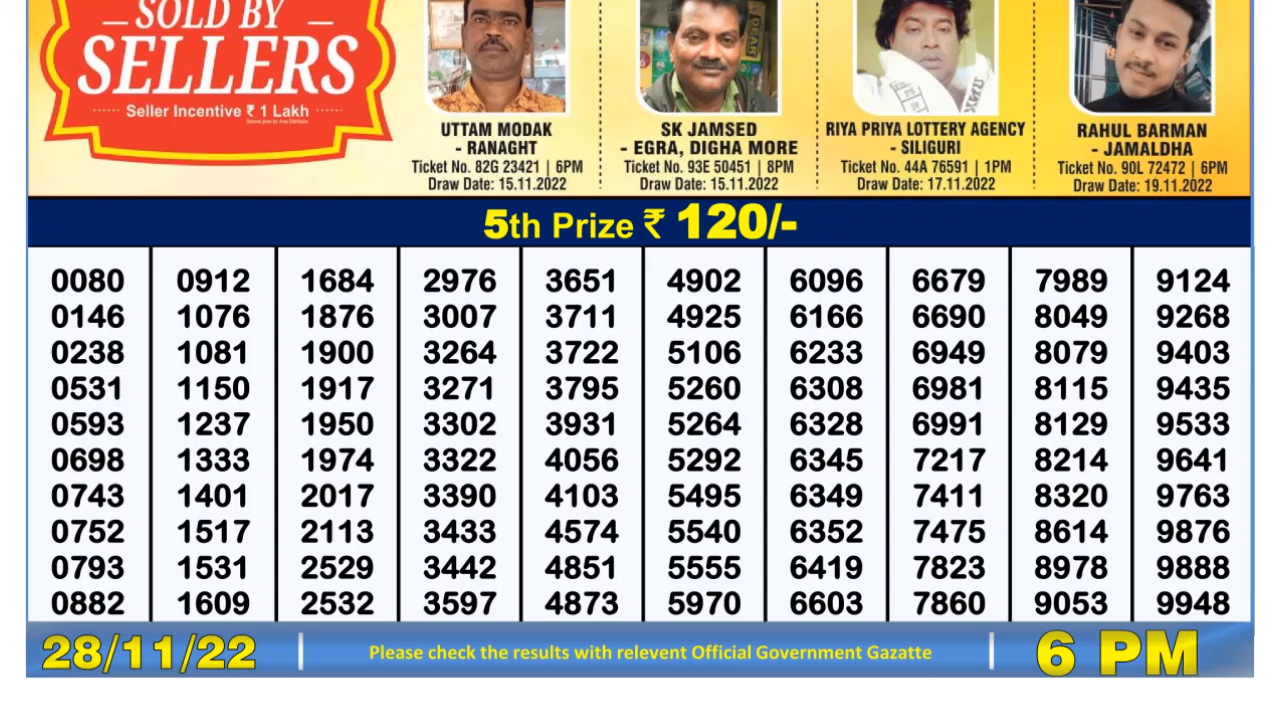 SOLD BY
SELLERS
Seller Incentive ₹ 1 Lakh
UTTAM MODAK
- RANAGHT
Ticket No. 82G 23421 | 6PM
Draw Date: 15.11.2022
SK JAMSED
- EGRA, DIGHA MORE
Ticket No. 93E 50451 | 8PM
Draw Date: 15.11.2022
RIYA PRIYA LOTTERY AGENCY
- SILIGURI
Ticket No. 44A 76591 | 1PM
Draw Date: 17.11.2022
RAHUL BARMAN
- JAMALDHA
Ticket No. 90L 72472 | 6PM
Draw Date: 19.11.2022
5th Prize ₹ 120/-
0080 0912 1684 2976 3651 4902 6096 6679 7989 9124
0146 1076 1876 3007 3711 4925 6166 6690 8049 9268
0238 1081 1900 3264 3722 5106 6233 6949 8079 9403
0531 1150 1917 3271 3795 5260 6308 6981 8115 9435
0593 1237 1950 3302 3931 5264 6328 6991 8129 9533
0698 1333 1974 3322 4056 5292 6345 7217 8214 9641
0743 1401 2017 3390 4103 5495 6349 7411 8320 9763
0752 1517 2113 3433 4574 5540 6352 7475 8614 9876
0793 1531 2529 3442 4851 5555 6419 7823 8978 9888
0882 1609 2532 3597 4873 5970 6603 7860 9053 9948
28/11/22 | Please check the results with relevent Official Government Gazatte | 6 PM